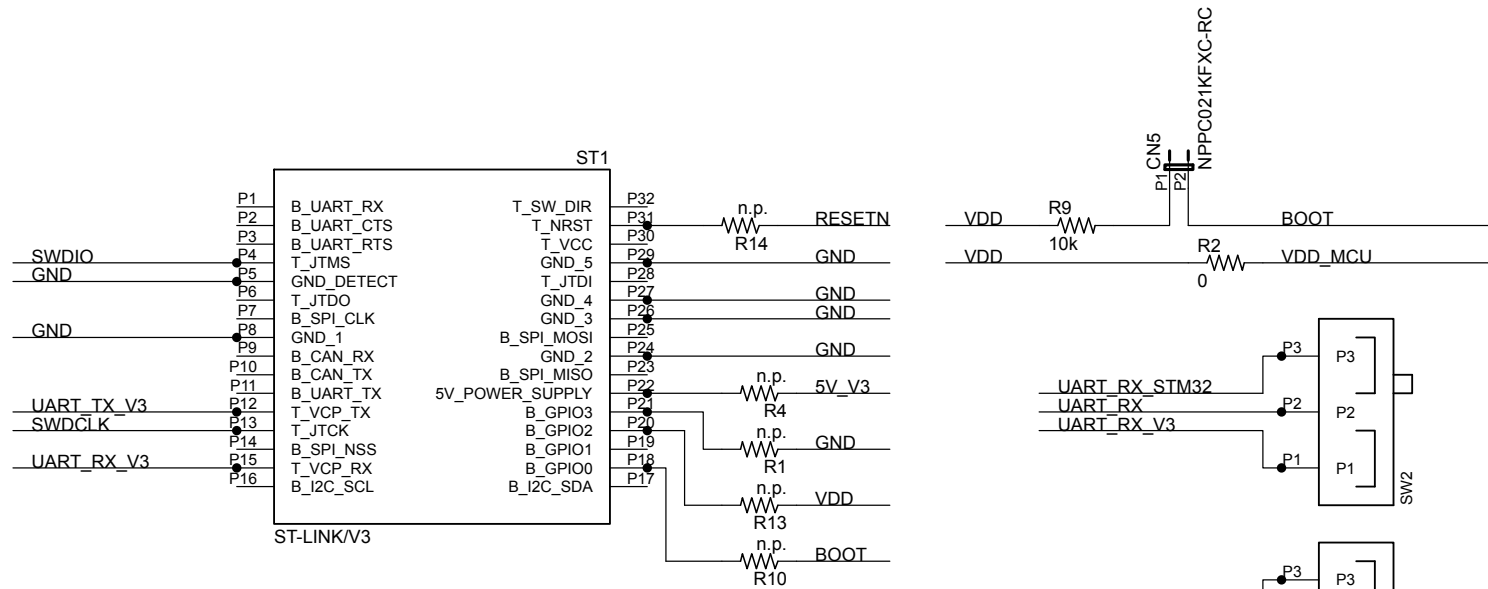 ST1
P1 B_UART_RX
P2 B_UART_CTS
P3 B_UART_RTS
SWDIO P4 T_JTMS
GND P5 GND_DETECT
P6 T_JTDO
P7 B_SPI_CLK
GND P8 GND_1
P9 B_CAN_RX
P10 B_CAN_TX
P11 B_UART_TX
UART_TX_V3 P12 T_VCP_TX
SWDCLK P13 T_JTCK
P14 B_SPI_NSS
UART_RX_V3 P15 T_VCP_RX
P16 B_I2C_SCL
T_SW_DIR P32
T_NRST P31 n.p. R14 RESETN
T_VCC P30
GND_5 P29 GND
T_JTDI P28
GND_4 P27 GND
GND_3 P26 GND
B_SPI_MOSI P25
GND_2 P24 GND
B_SPI_MISO P23
5V_POWER_SUPPLY P22 n.p. R4 5V_V3
B_GPIO3 P21 n.p. R1 GND
B_GPIO2 P20 n.p. R13 VDD
B_GPIO1 P19
B_GPIO0 P18 n.p. R10 BOOT
B_I2C_SDA P17
ST-LINK/V3
CN5
NPPC021KFXC-RC
P1
P2
VDD R9 10k BOOT
VDD R2 0 VDD_MCU
P3 P3
UART_RX_STM32
UART_RX P2 P2
UART_RX_V3
P1 P1
SW2
P3 P3